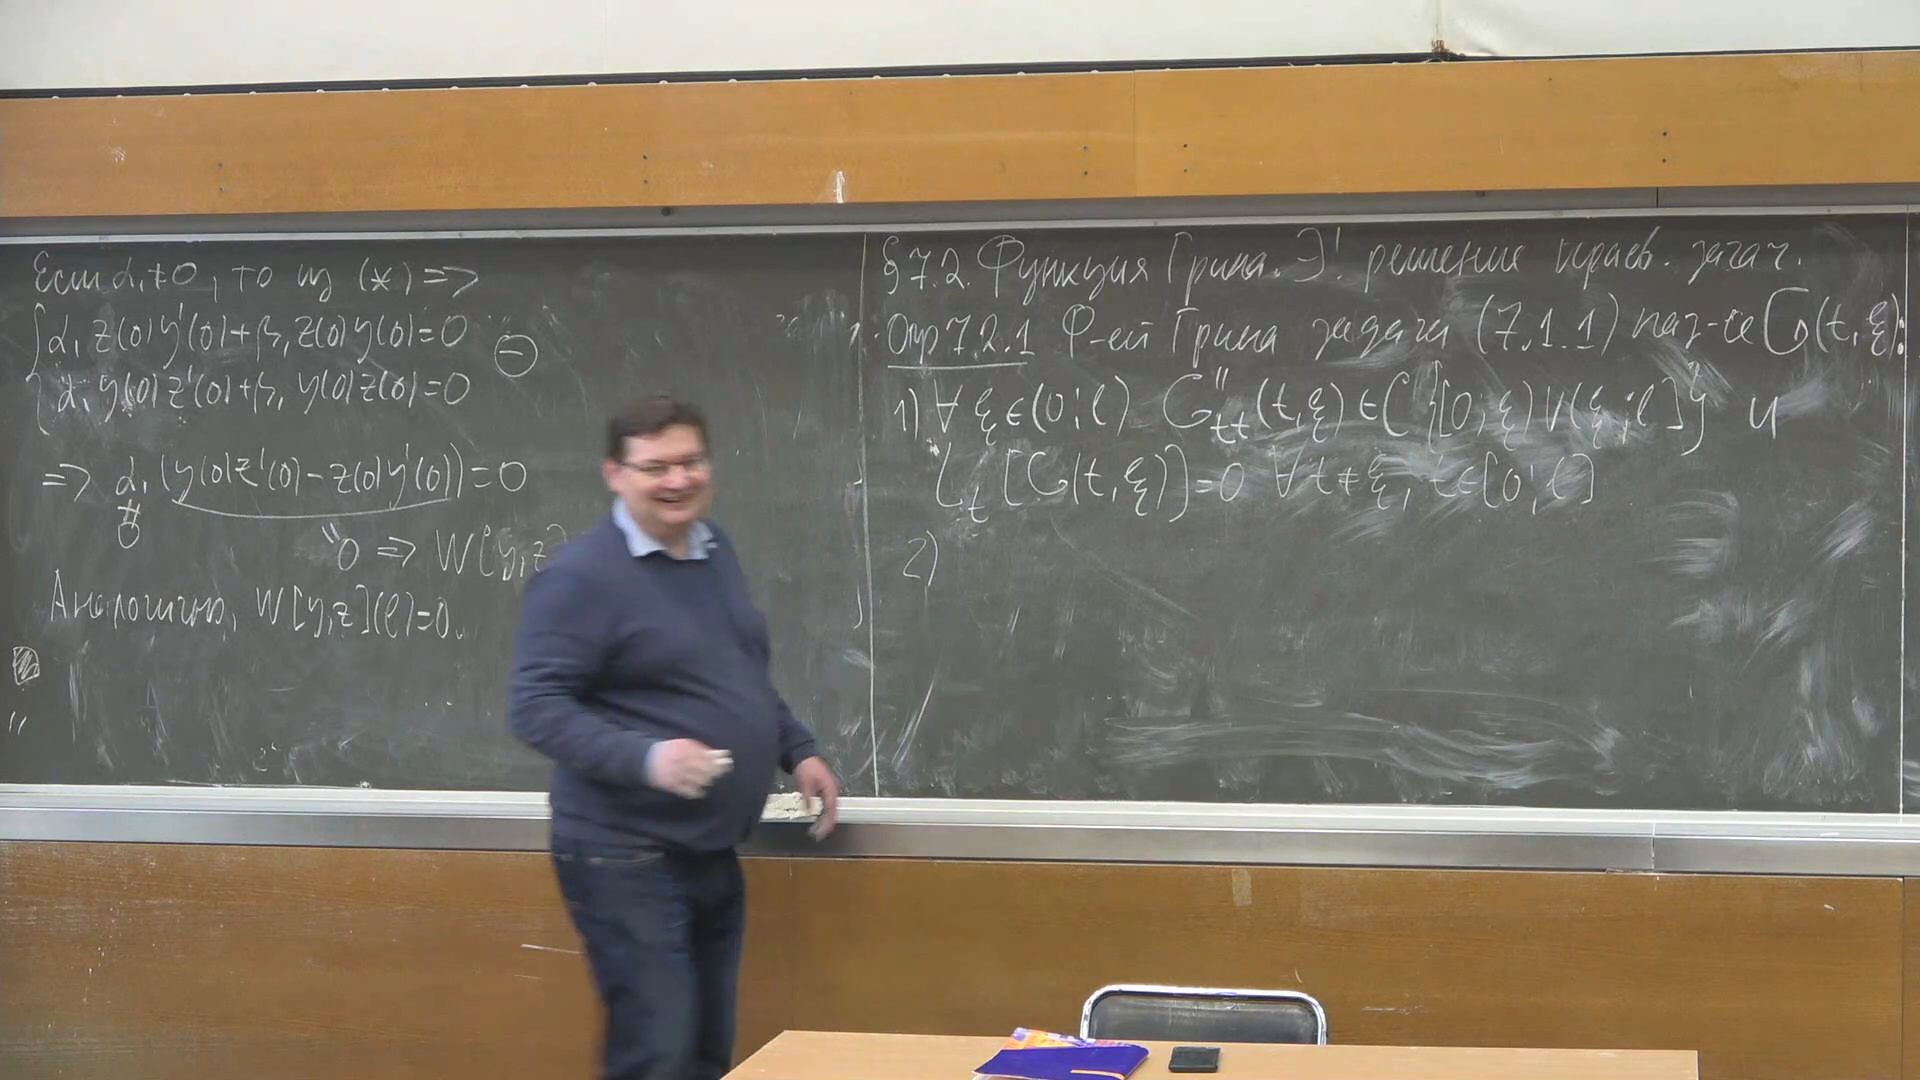 Если α₁≠0, то из (*) =>
{ α₁ z(0)y'(0)+β₁ z(0)y(0)=0
{ α₁ y(0)z'(0)+β₁ y(0)z(0)=0
⊖
=> α₁ (y(0)z'(0)-z(0)y'(0))=0
≠
0
"0 => W[y,z]
Аналогично, W[y,z](l)=0.
§7.2. Функция Грина. ∃! решения краев. задач.
Опр 7.2.1 Ф-ей Грина задачи (7.1.1) наз-ся G(t,ξ):
1) ∀ ξ∈(0;l) G''tt(t,ξ)∈C{[0;ξ)∪(ξ;l]} и
Lt [G(t,ξ)]=0 ∀t≠ξ, t∈[0;l]
2)